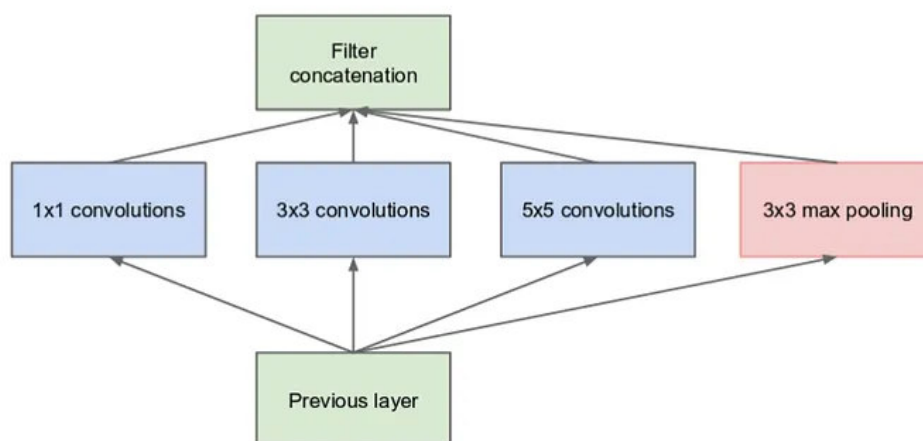 Filter
concatenation
1x1 convolutions
3x3 convolutions
5x5 convolutions
3x3 max pooling
Previous layer